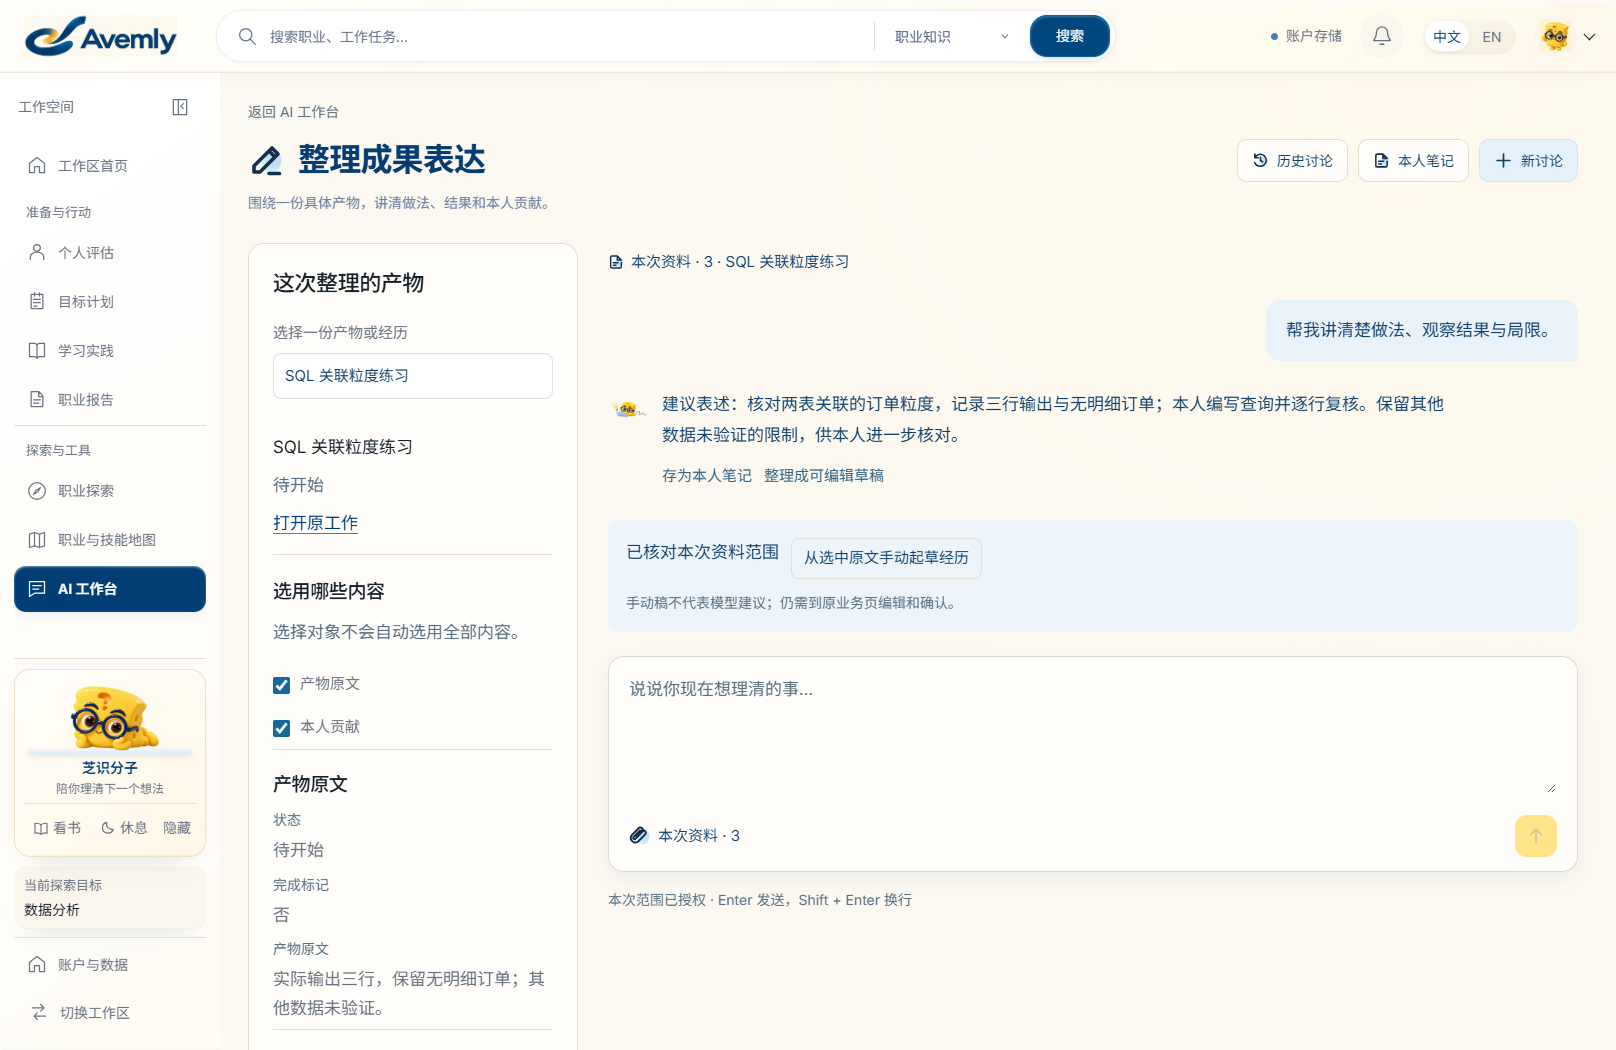 Avemly
搜索职业、工作任务...
职业知识
搜索
账户存储
中文
EN
工作空间
工作区首页
准备与行动
个人评估
目标计划
学习实践
职业报告
探索与工具
职业探索
职业与技能地图
AI 工作台
芝识分子
陪你理清下一个想法
看书
休息
隐藏
当前探索目标
数据分析
账户与数据
切换工作区
返回 AI 工作台
整理成果表达
围绕一份具体产物，讲清做法、结果和本人贡献。
历史讨论
本人笔记
新讨论
这次整理的产物
选择一份产物或经历
SQL 关联粒度练习
SQL 关联粒度练习
待开始
打开原工作
选用哪些内容
选择对象不会自动选用全部内容。
产物原文
本人贡献
产物原文
状态
待开始
完成标记
否
产物原文
实际输出三行，保留无明细订单；其
他数据未验证。
本次资料 · 3 · SQL 关联粒度练习
帮我讲清楚做法、观察结果与局限。
建议表述：核对两表关联的订单粒度，记录三行输出与无明细订单；本人编写查询并逐行复核。保留其他
数据未验证的限制，供本人进一步核对。
存为本人笔记
整理成可编辑草稿
已核对本次资料范围
从选中原文手动起草经历
手动稿不代表模型建议；仍需到原业务页编辑和确认。
说说你现在想理清的事...
本次资料 · 3
本次范围已授权 · Enter 发送，Shift + Enter 换行